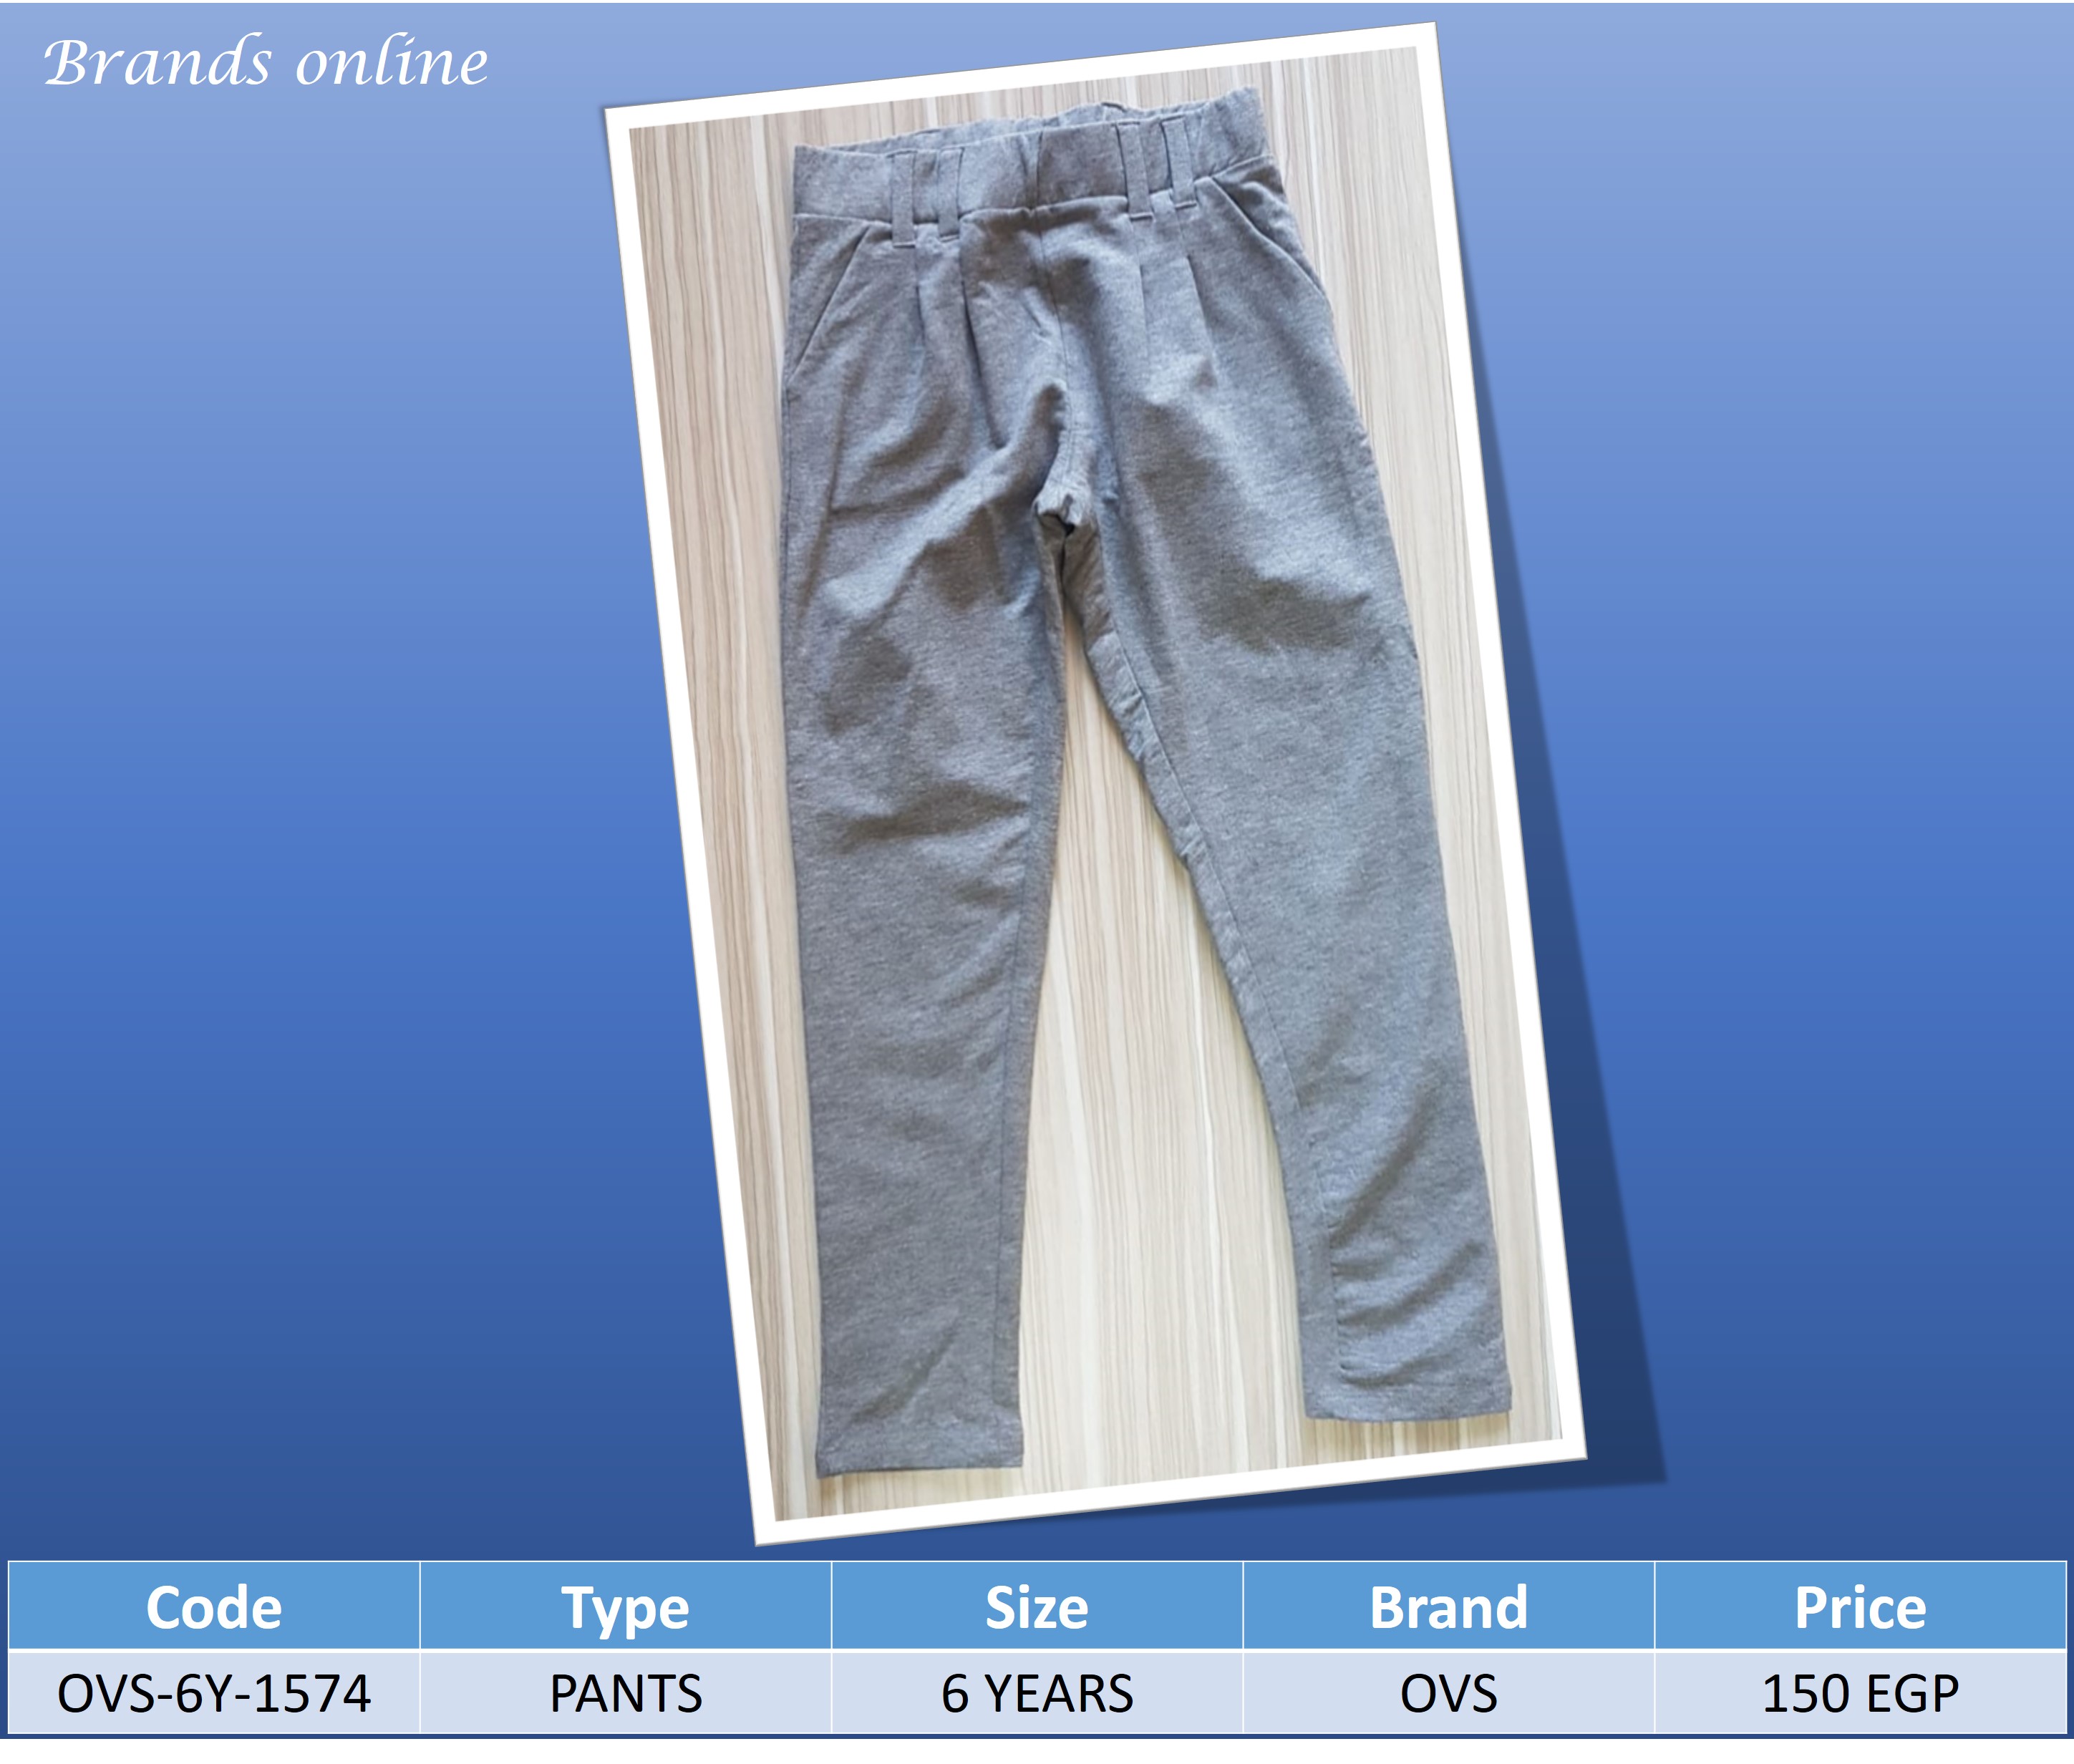 Brands online
Code Type Size Brand Price
OVS-6Y-1574 PANTS 6 YEARS OVS 150 EGP